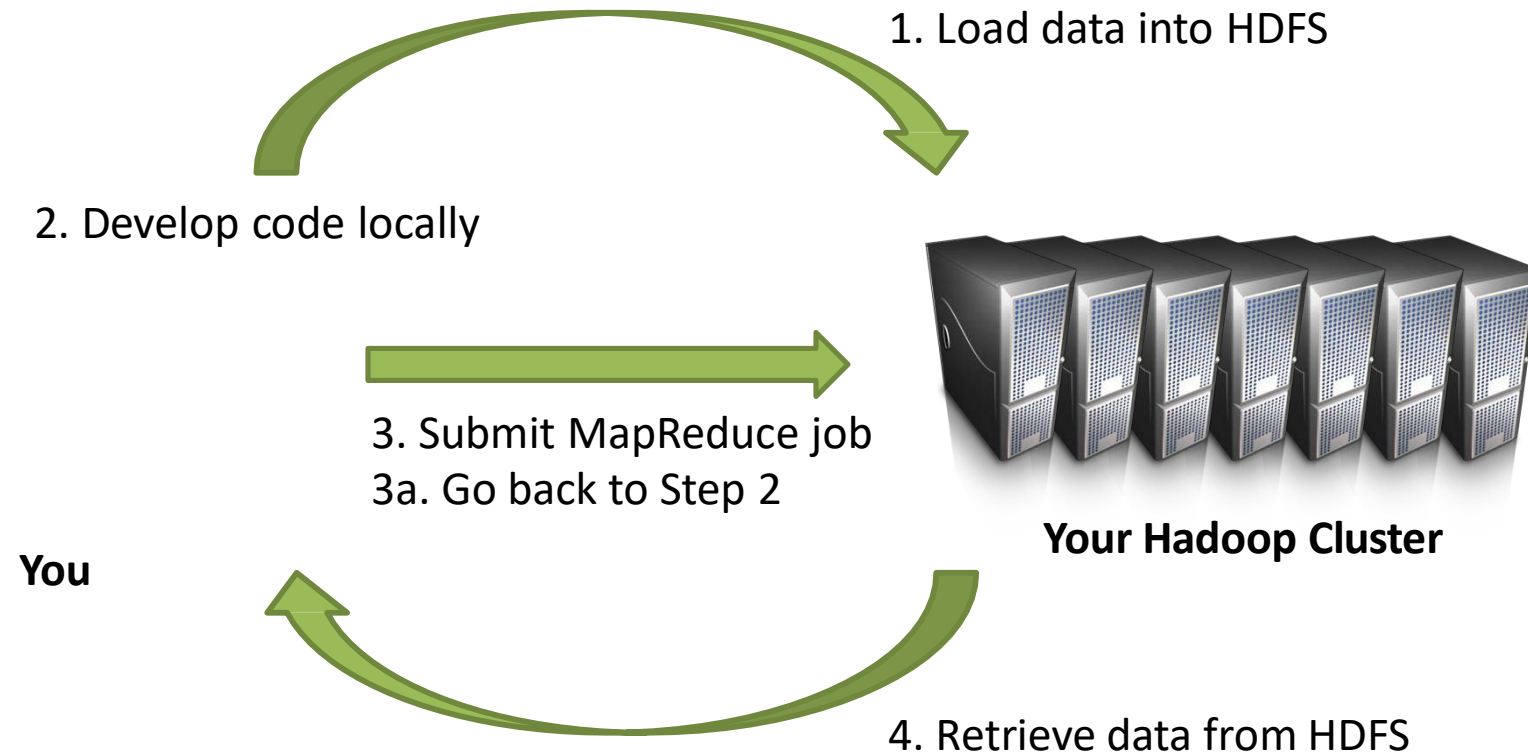 1. Load data into HDFS
2. Develop code locally
3. Submit MapReduce job
3a. Go back to Step 2
Your Hadoop Cluster
You
4. Retrieve data from HDFS